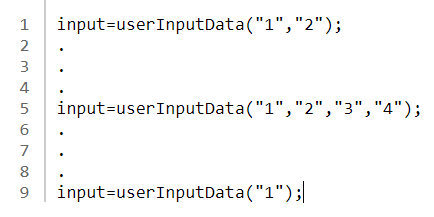 1 input=userInputData("1","2");
2 .
3 .
4 .
5 input=userInputData("1","2","3","4");
6 .
7 .
8 .
9 input=userInputData("1");